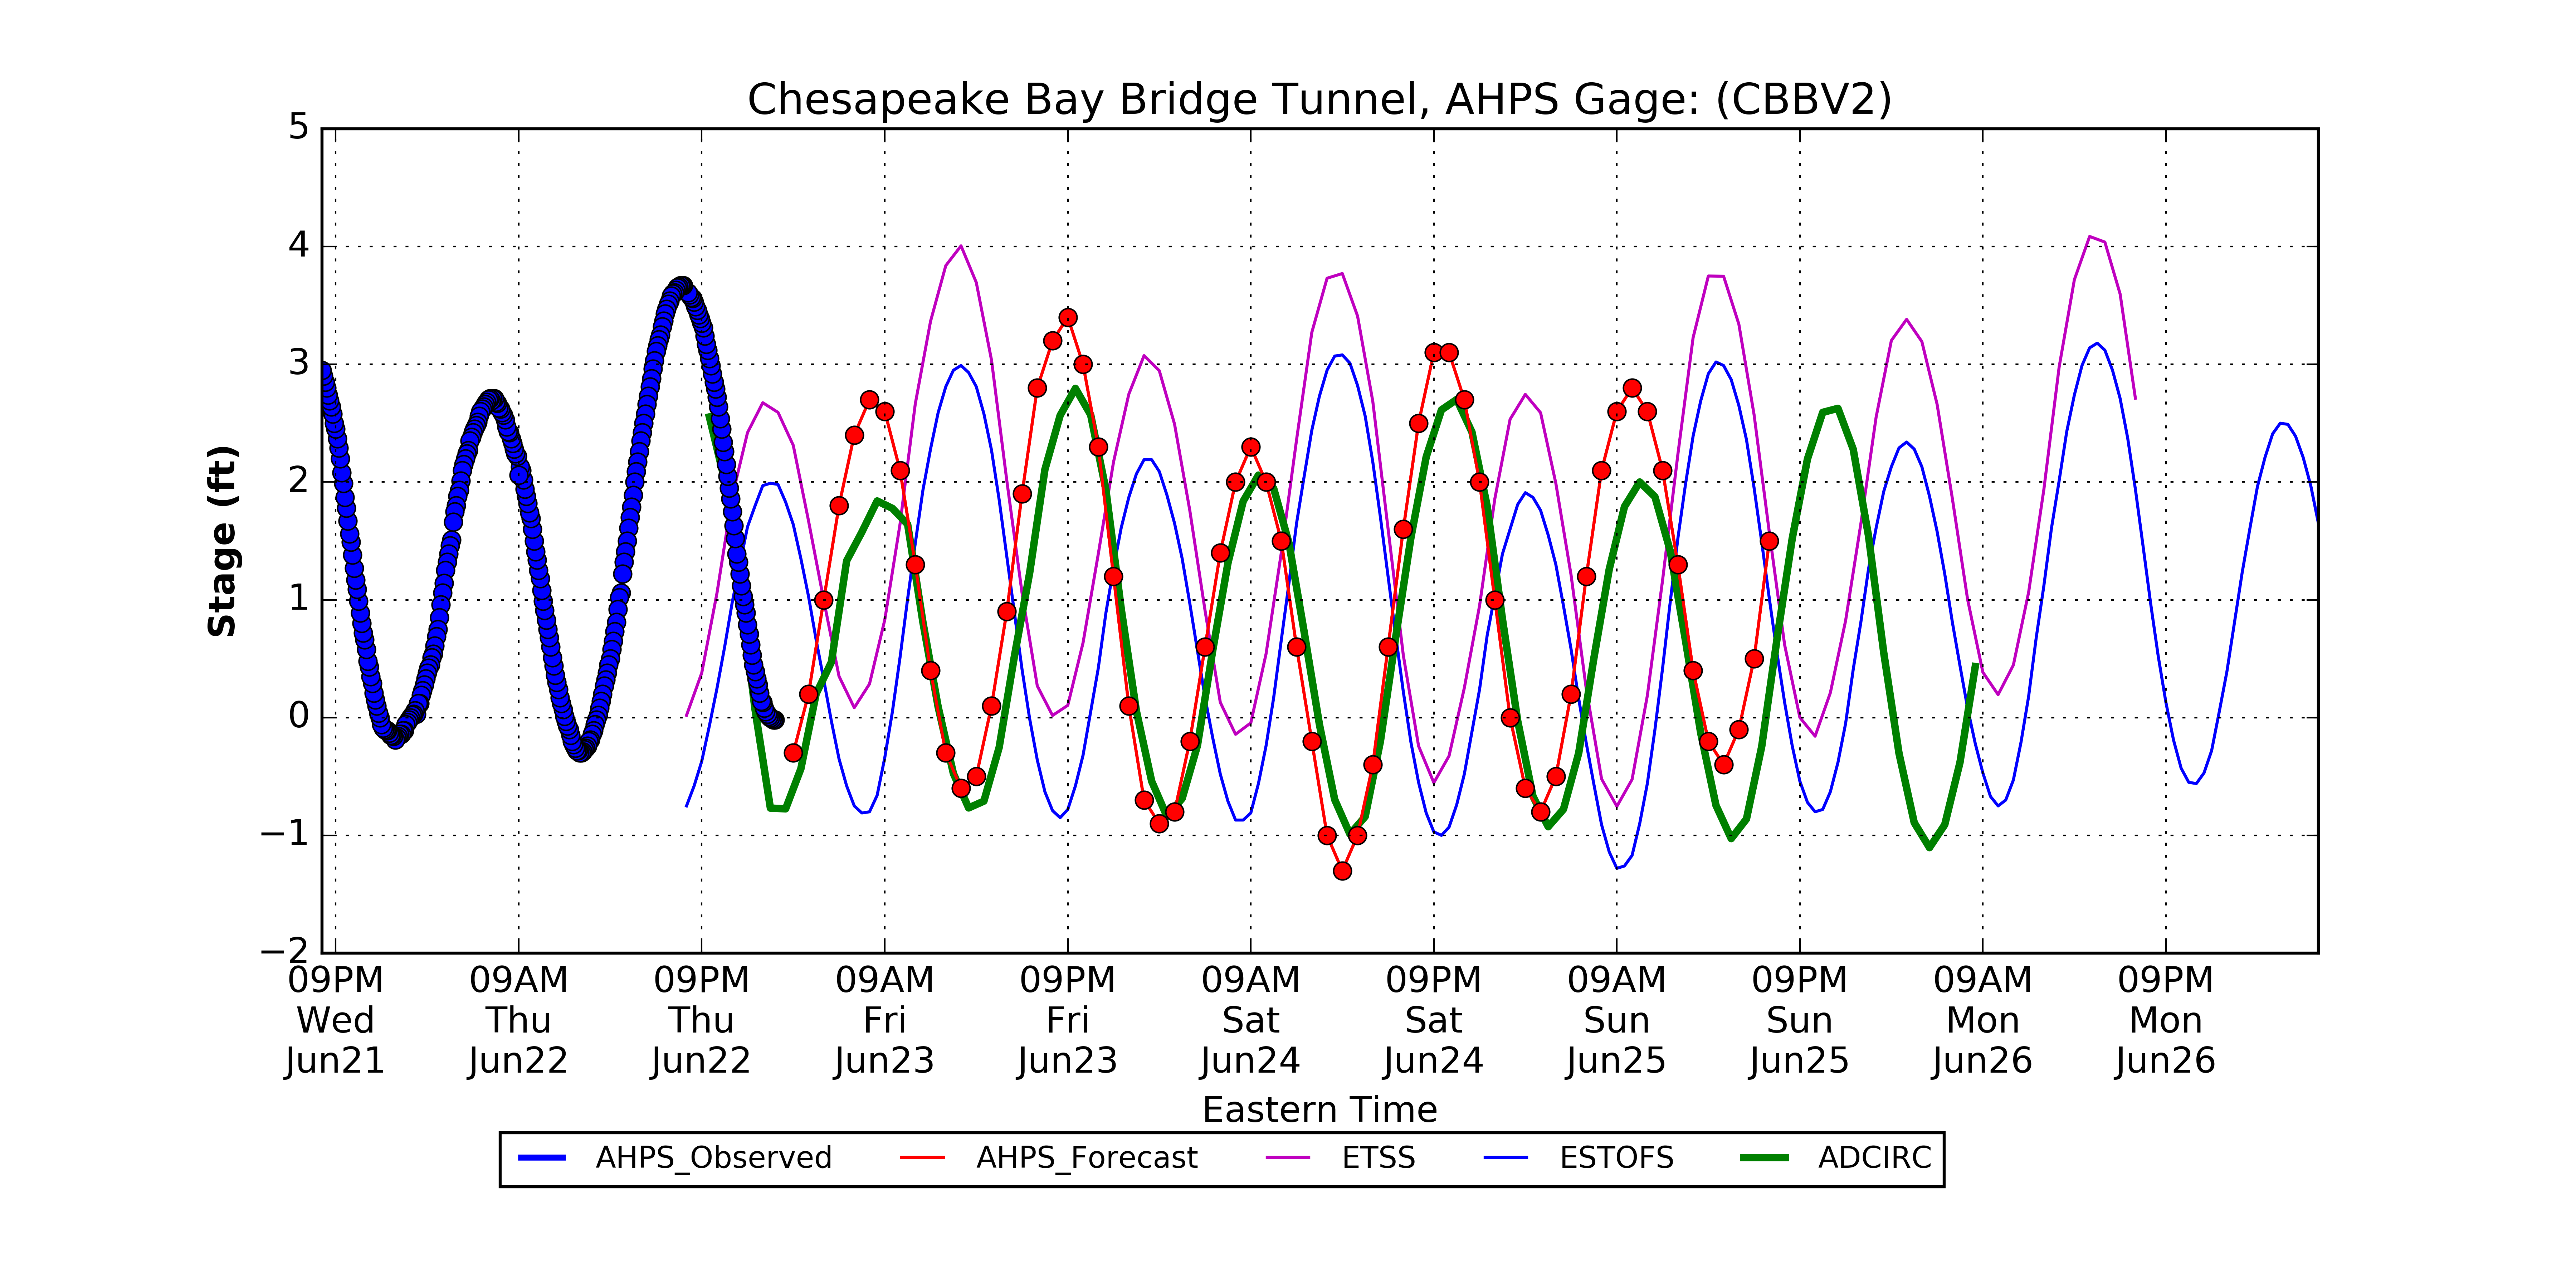 Chesapeake Bay Bridge Tunnel, AHPS Gage: (CBBV2)
5
4
3
2
1
0
−1
−2
Stage (ft)
09PM 09AM 09PM 09AM 09PM 09AM 09PM 09AM 09PM 09AM 09PM
Wed Thu Thu Fri Fri Sat Sat Sun Sun Mon Mon
Jun21 Jun22 Jun22 Jun23 Jun23 Jun24 Jun24 Jun25 Jun25 Jun26 Jun26
Eastern Time
AHPS_Observed AHPS_Forecast ETSS ESTOFS ADCIRC